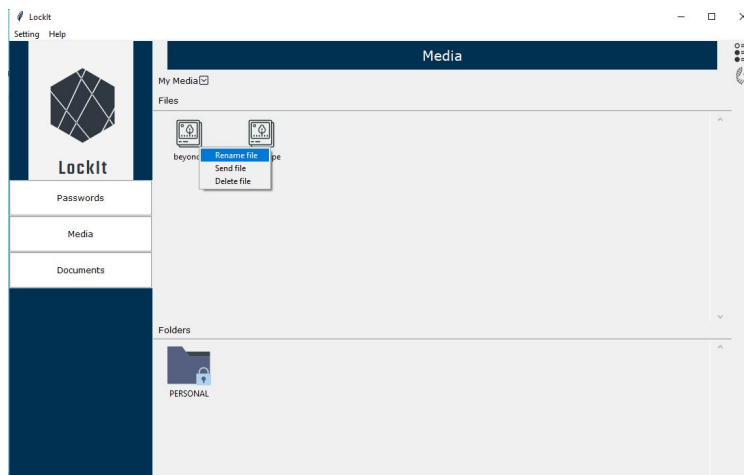 LockIt
Setting Help
Media
My Media
Files
LockIt
Passwords
Media
Documents
beyond
pe
Rename file
Send file
Delete file
Folders
PERSONAL